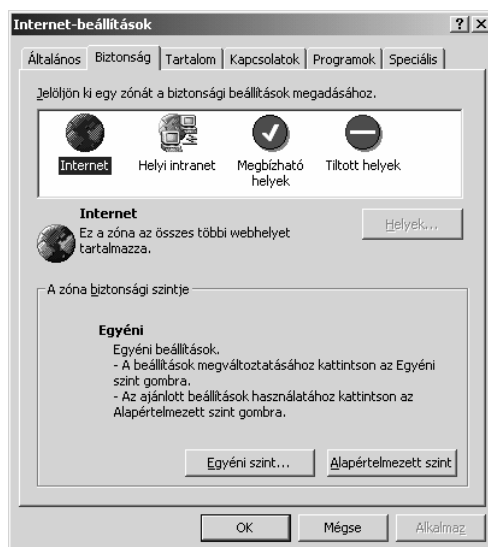 Internet-beállítások
Általános Biztonság Tartalom Kapcsolatok Programok Speciális
Jelöljön ki egy zónát a biztonsági beállítások megadásához.
Internet Helyi intranet Megbízható helyek Tiltott helyek
Internet
Ez a zóna az összes többi webhelyet
tartalmazza.
Helyek...
A zóna biztonsági szintje
Egyéni
Egyéni beállítások.
- A beállítások megváltoztatásához kattintson az Egyéni
szint gombra.
- Az ajánlott beállítások használatához kattintson az
Alapértelmezett szint gombra.
Egyéni szint... Alapértelmezett szint
OK Mégse Alkalmaz